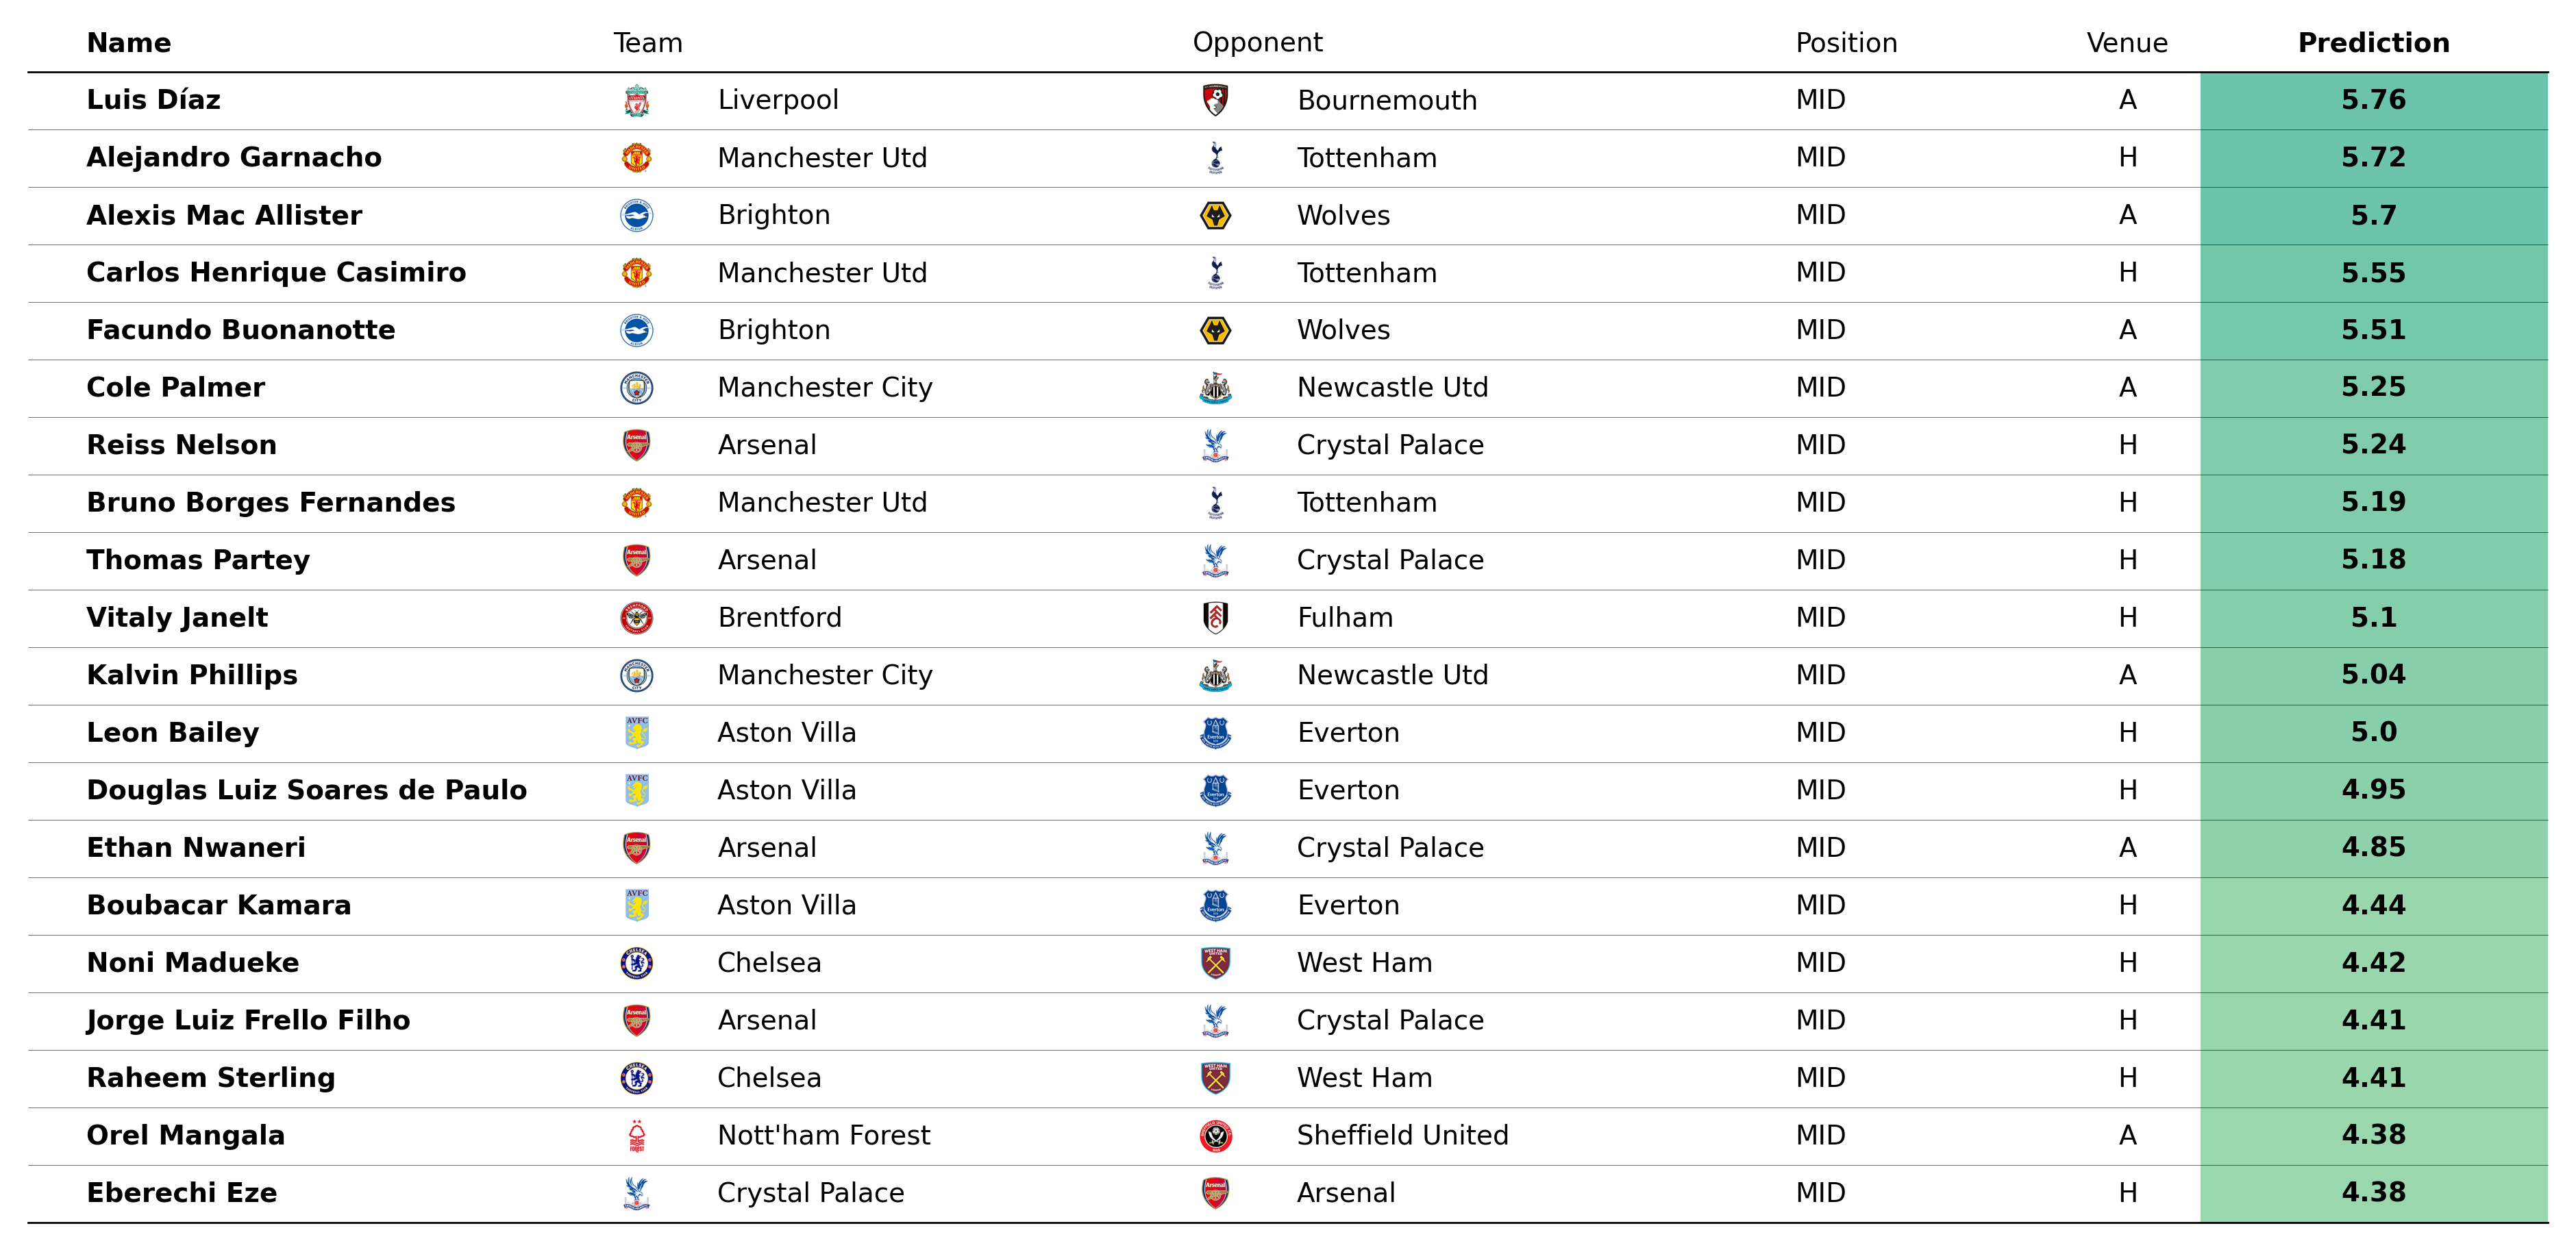 Name Team Opponent Position Venue Prediction
Luis Díaz Liverpool Bournemouth MID A 5.76
Alejandro Garnacho Manchester Utd Tottenham MID H 5.72
Alexis Mac Allister Brighton Wolves MID A 5.7
Carlos Henrique Casimiro Manchester Utd Tottenham MID H 5.55
Facundo Buonanotte Brighton Wolves MID A 5.51
Cole Palmer Manchester City Newcastle Utd MID A 5.25
Reiss Nelson Arsenal Crystal Palace MID H 5.24
Bruno Borges Fernandes Manchester Utd Tottenham MID H 5.19
Thomas Partey Arsenal Crystal Palace MID H 5.18
Vitaly Janelt Brentford Fulham MID H 5.1
Kalvin Phillips Manchester City Newcastle Utd MID A 5.04
Leon Bailey Aston Villa Everton MID H 5.0
Douglas Luiz Soares de Paulo Aston Villa Everton MID H 4.95
Ethan Nwaneri Arsenal Crystal Palace MID A 4.85
Boubacar Kamara Aston Villa Everton MID H 4.44
Noni Madueke Chelsea West Ham MID H 4.42
Jorge Luiz Frello Filho Arsenal Crystal Palace MID H 4.41
Raheem Sterling Chelsea West Ham MID H 4.41
Orel Mangala Nott'ham Forest Sheffield United MID A 4.38
Eberechi Eze Crystal Palace Arsenal MID H 4.38